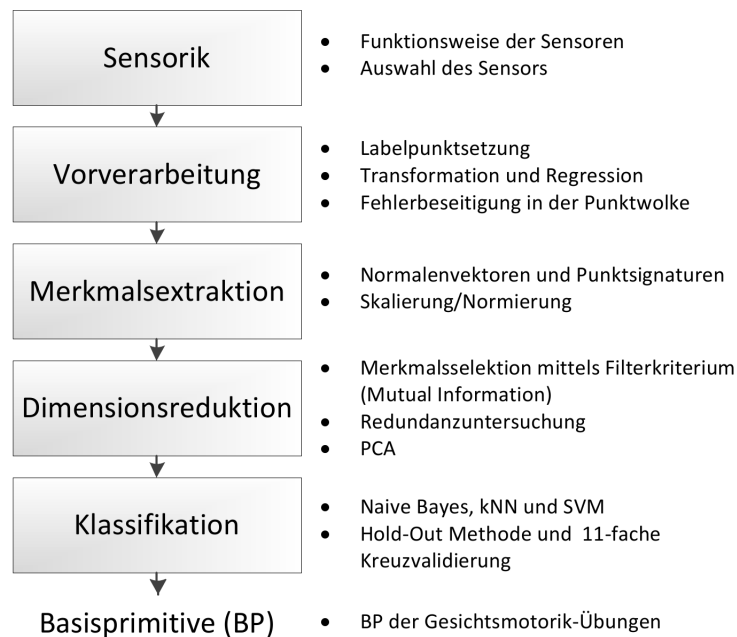 Sensorik
• Funktionsweise der Sensoren
• Auswahl des Sensors
Vorverarbeitung
• Labelpunktsetzung
• Transformation und Regression
• Fehlerbeseitigung in der Punktwolke
Merkmalsextraktion
• Normalenvektoren und Punktsignaturen
• Skalierung/Normierung
Dimensionsreduktion
• Merkmalsselektion mittels Filterkriterium
(Mutual Information)
• Redundanzuntersuchung
• PCA
Klassifikation
• Naive Bayes, kNN und SVM
• Hold-Out Methode und 11-fache
Kreuzvalidierung
Basisprimitive (BP)
• BP der Gesichtsmotorik-Übungen